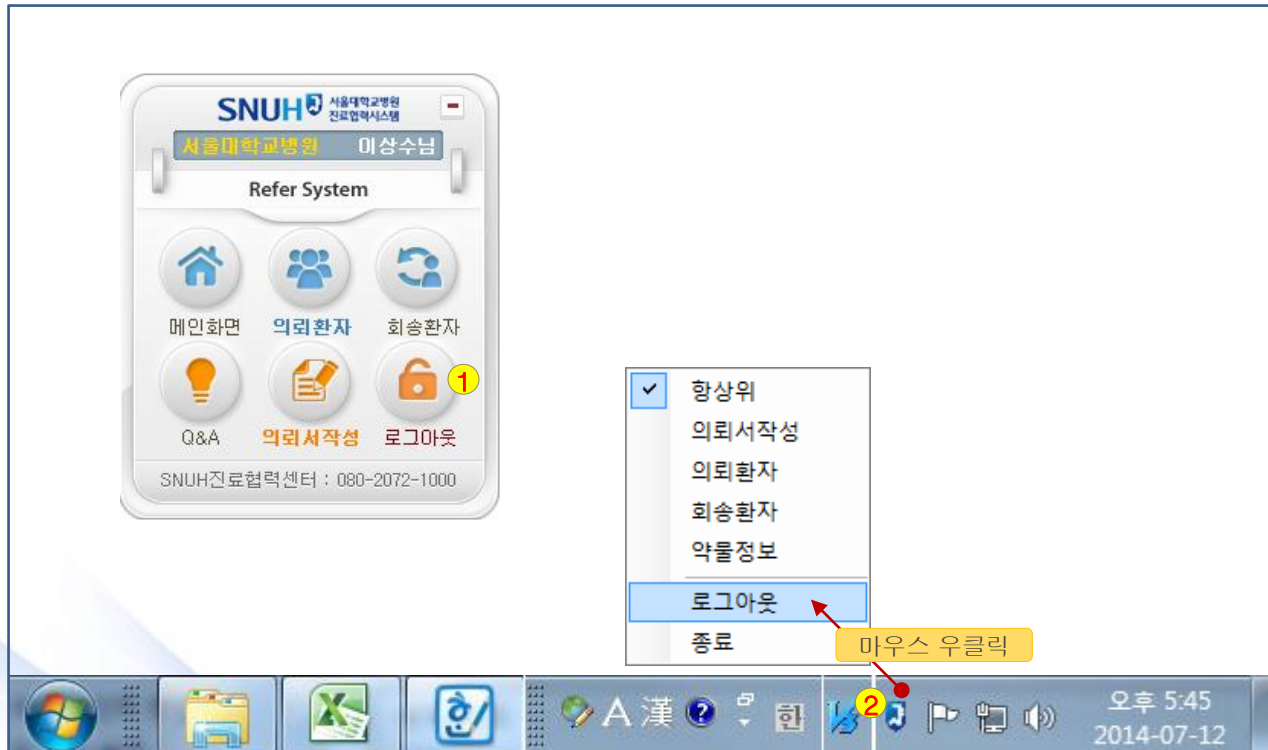 SNUH 서울대학교병원
진료협력시스템
서울대학교병원 이상수님
Refer System
메인화면 의뢰환자 회송환자
1
Q&A 의뢰서작성 로그아웃
SNUH진료협력센터 : 080-2072-1000
항상위
의뢰서작성
의뢰환자
회송환자
약물정보
로그아웃
종료
마우스 우클릭
A 漢 ? 한 2
오후 5:45
2014-07-12